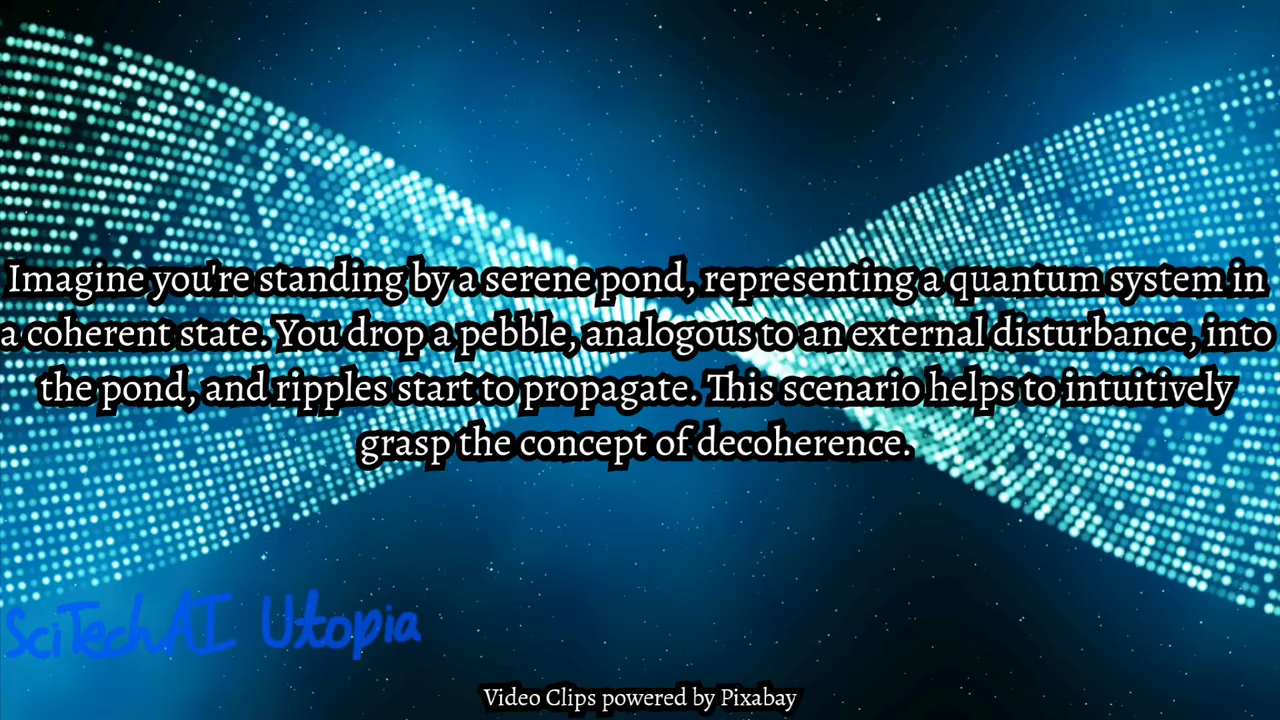 Imagine you're standing by a serene pond, representing a quantum system in
a coherent state. You drop a pebble, analogous to an external disturbance, into
the pond, and ripples start to propagate. This scenario helps to intuitively
grasp the concept of decoherence.
SciTechAI Utopia
Video Clips powered by Pixabay